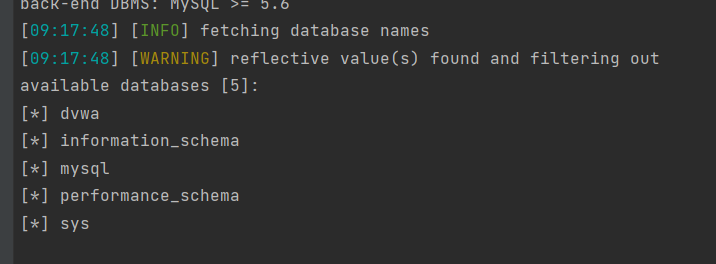 back-end DBMS: MySQL >= 5.6
[09:17:48] [INFO] fetching database names
[09:17:48] [WARNING] reflective value(s) found and filtering out
available databases [5]:
[*] dvwa
[*] information_schema
[*] mysql
[*] performance_schema
[*] sys